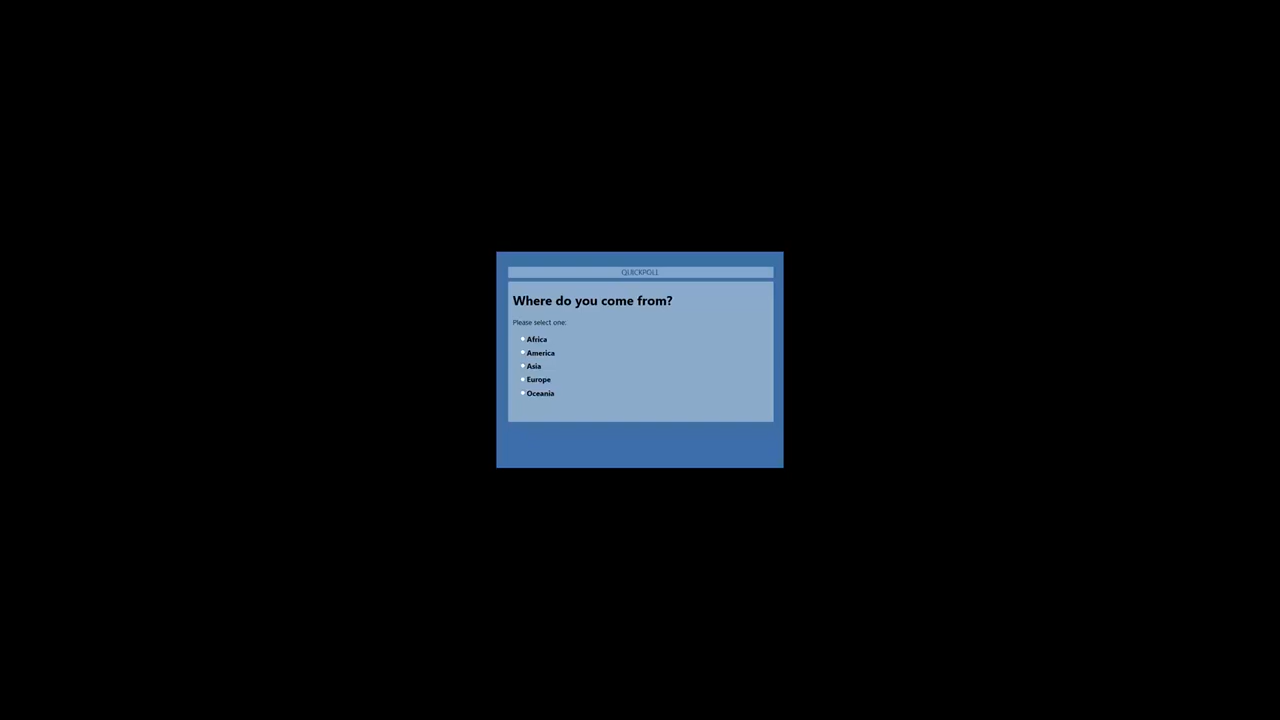 QUICKPOLL
Where do you come from?
Please select one:
Africa
America
Asia
Europe
Oceania